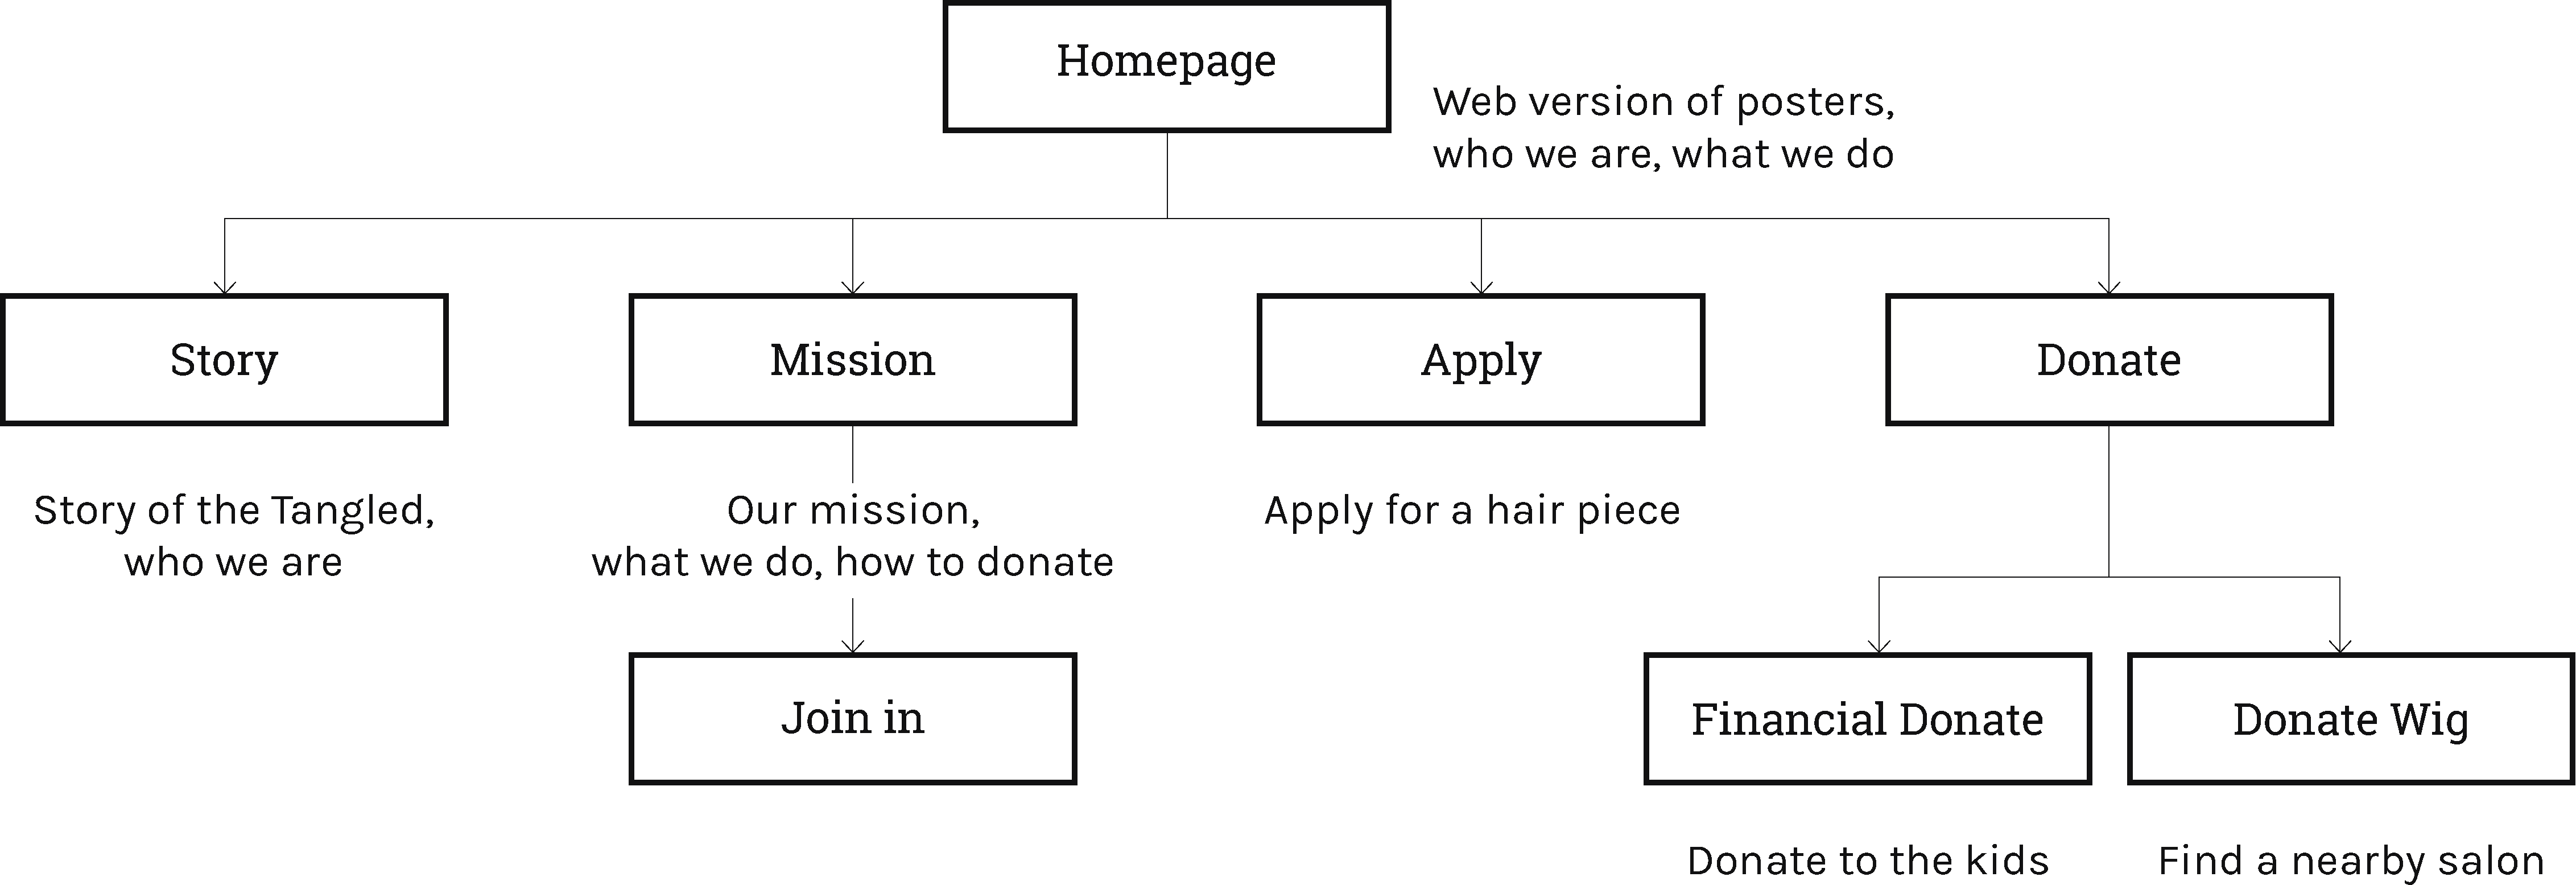 Homepage
Web version of posters,
who we are, what we do
Story
Mission
Apply
Donate
Story of the Tangled,
who we are
Our mission,
what we do, how to donate
Apply for a hair piece
Join in
Financial Donate
Donate Wig
Donate to the kids
Find a nearby salon